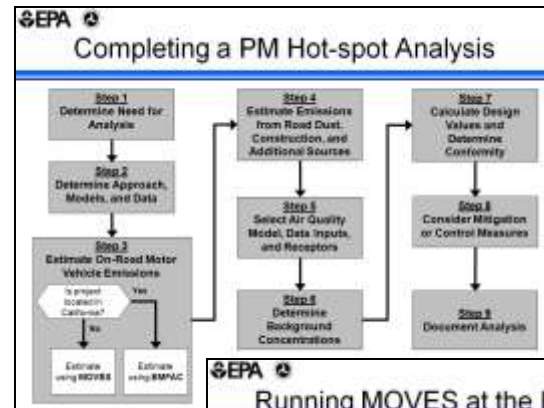 EPA
Completing a PM Hot-spot Analysis
Step 1
Determine Need for
Analysis
Step 2
Determine Approach,
Models, and Data
Step 3
Estimate On-Road Motor
Vehicle Emissions
Is project
located in
California?
Yes
No
Estimate
using MOVES
Estimate
using EMFAC
Step 4
Estimate Emissions
from Road Dust,
Construction, and
Additional Sources
Step 5
Select Air Quality
Model, Data Inputs,
and Receptors
Step 6
Determine
Background
Concentrations
Step 7
Calculate Design
Values and
Determine
Conformity
Step 8
Consider Mitigation
or Control Measures
Step 9
Document Analysis
EPA
Running MOVES at the